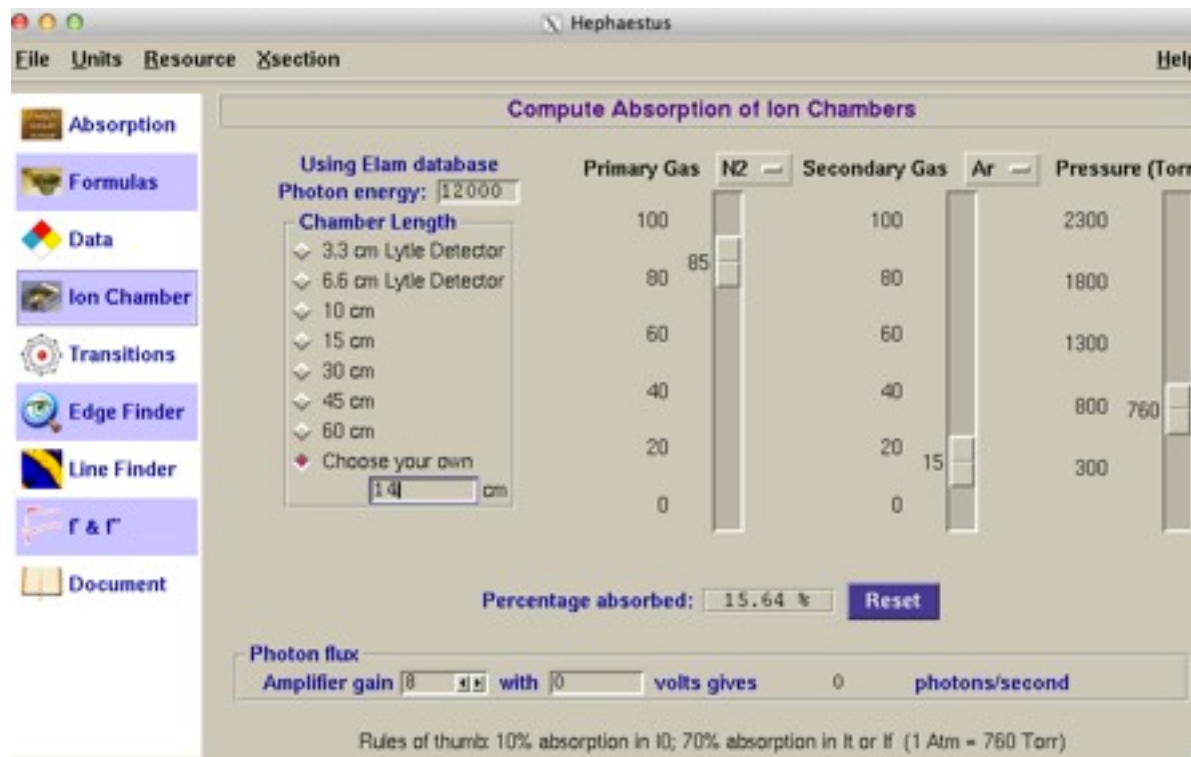 Hephaestus
File Units Resource Xsection Help
Compute Absorption of Ion Chambers
Absorption
Formulas
Data
Ion Chamber
Transitions
Edge Finder
Line Finder
f' & f"
Document
Using Elam database
Photon energy: 12000
Chamber Length
3.3 cm Lytle Detector
6.6 cm Lytle Detector
10 cm
15 cm
30 cm
45 cm
60 cm
Choose your own
14 cm
Primary Gas N2
100
85
80
60
40
20
0
Secondary Gas Ar
100
80
60
40
20
15
0
Pressure (Torr
2300
1800
1300
800 760
300
Percentage absorbed: 15.64 % Reset
Photon flux
Amplifier gain 8 with 0 volts gives 0 photons/second
Rules of thumb: 10% absorption in I0; 70% absorption in It or If (1 Atm = 760 Torr)